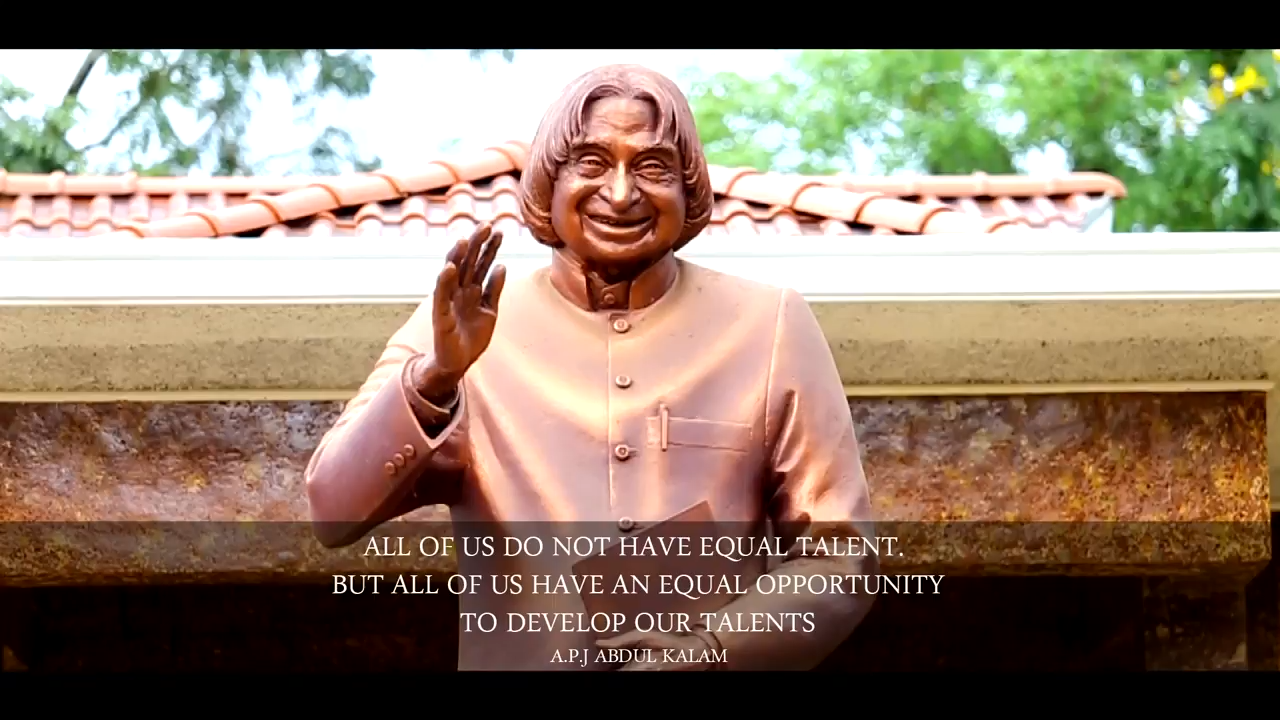 ALL OF US DO NOT HAVE EQUAL TALENT.
BUT ALL OF US HAVE AN EQUAL OPPORTUNITY
TO DEVELOP OUR TALENTS
A.P.J ABDUL KALAM